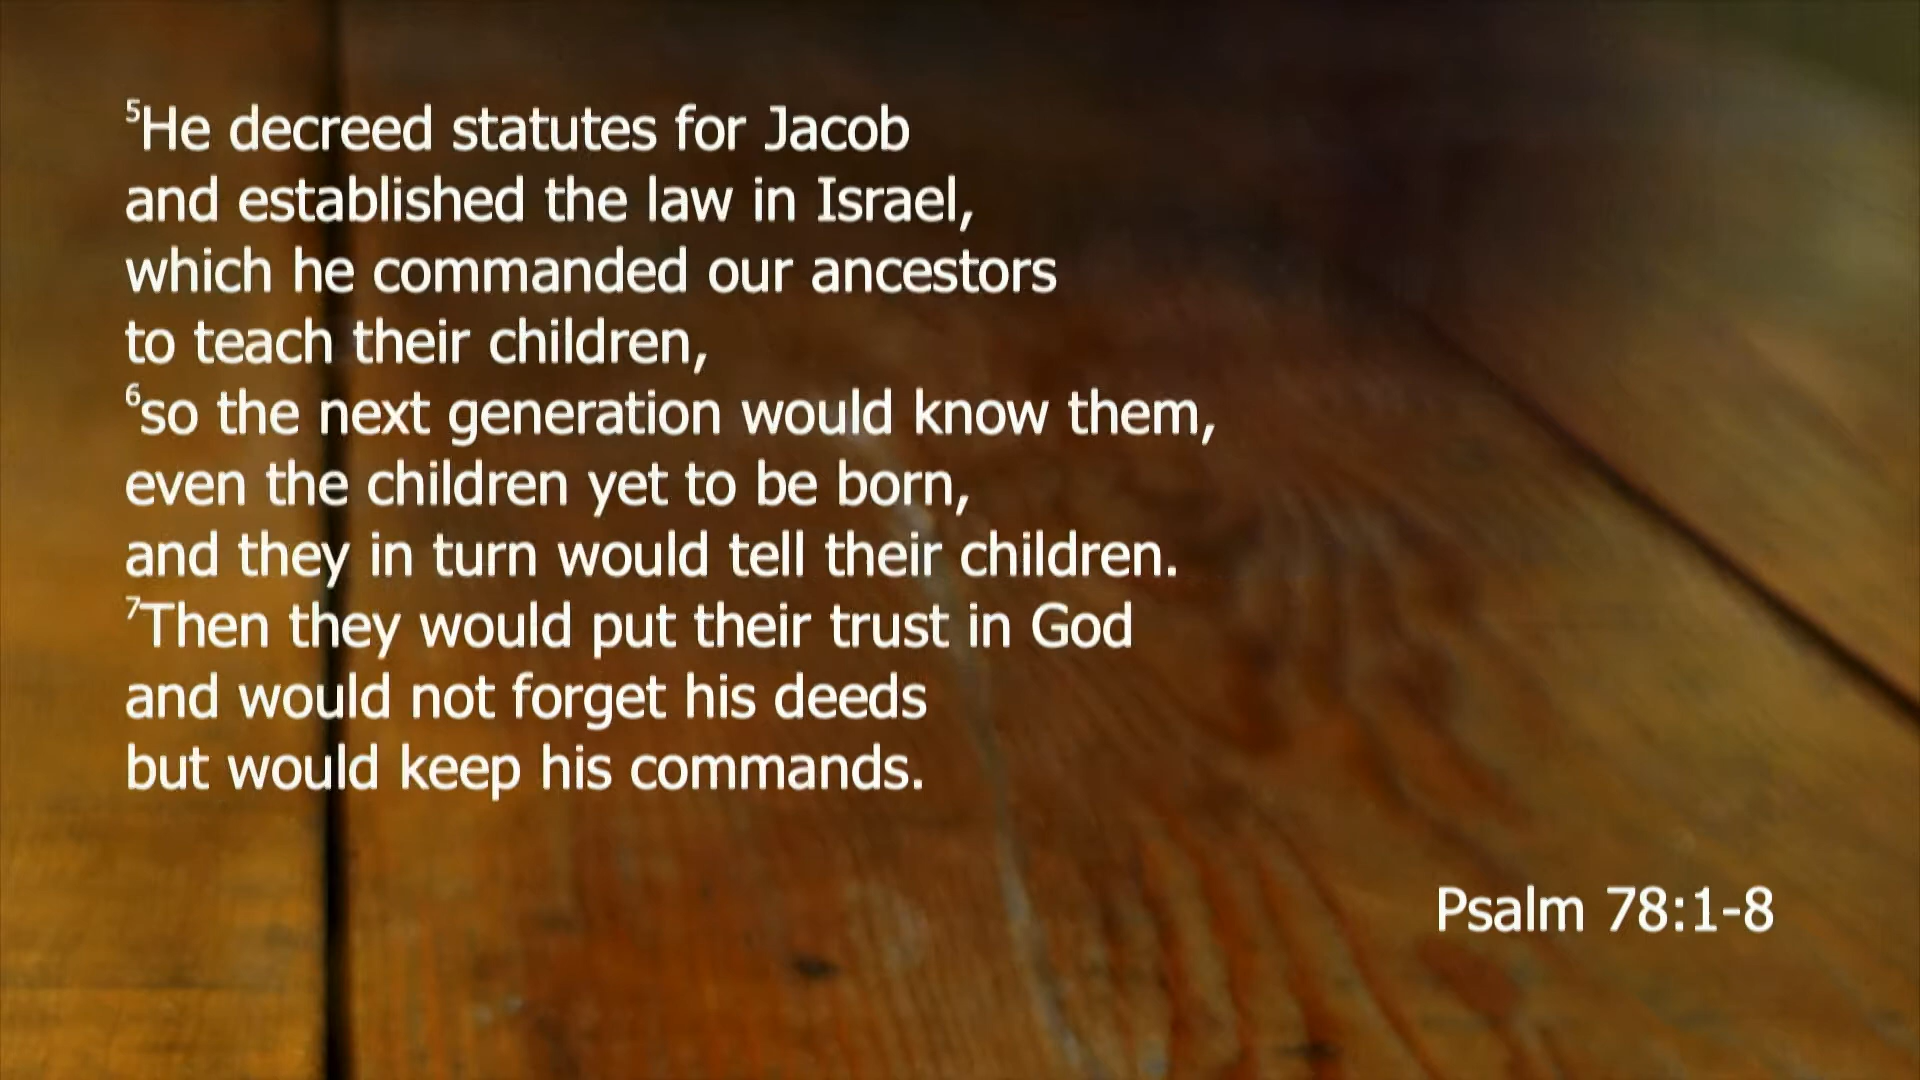 ⁵He decreed statutes for Jacob
and established the law in Israel,
which he commanded our ancestors
to teach their children,
⁶so the next generation would know them,
even the children yet to be born,
and they in turn would tell their children.
⁷Then they would put their trust in God
and would not forget his deeds
but would keep his commands.
Psalm 78:1-8